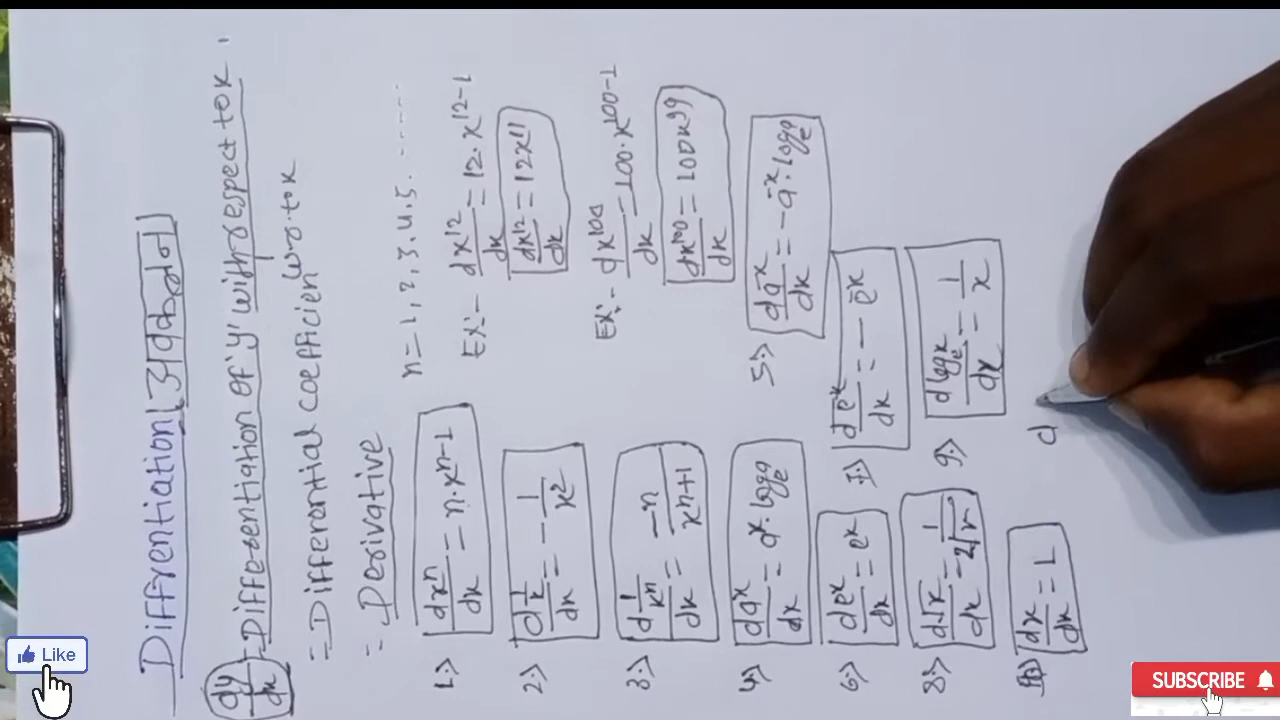 Diffrentiation [अवकलन]
dy/dx = Differentiation of 'y' with respect to x.
= Differential coefficient w.r.to x
= Derivative
1.> dxⁿ/dx = n.xⁿ⁻¹ n=1,2,3,4,5.......
Ex:- dx¹²/dx = 12.x¹²⁻¹
dx¹²/dx = 12x¹¹
2.> d 1/x / dx = - 1/x²
3.> d 1/xⁿ / dx = -n/xⁿ⁺¹
Ex:- dx¹⁰⁰/dx = 100.x¹⁰⁰⁻¹
dx¹⁰⁰/dx = 100x⁹⁹
4.> daˣ/dx = aˣ.logₑa
5.> da⁻ˣ/dx = -a⁻ˣ.logₑa
6.> deˣ/dx = eˣ
7.> de⁻ˣ/dx = -e⁻ˣ
8.> d√x/dx = 1/2√x
9.> dlogₑx/dx = 1/x
dx/dx = 1
d
Like
SUBSCRIBE